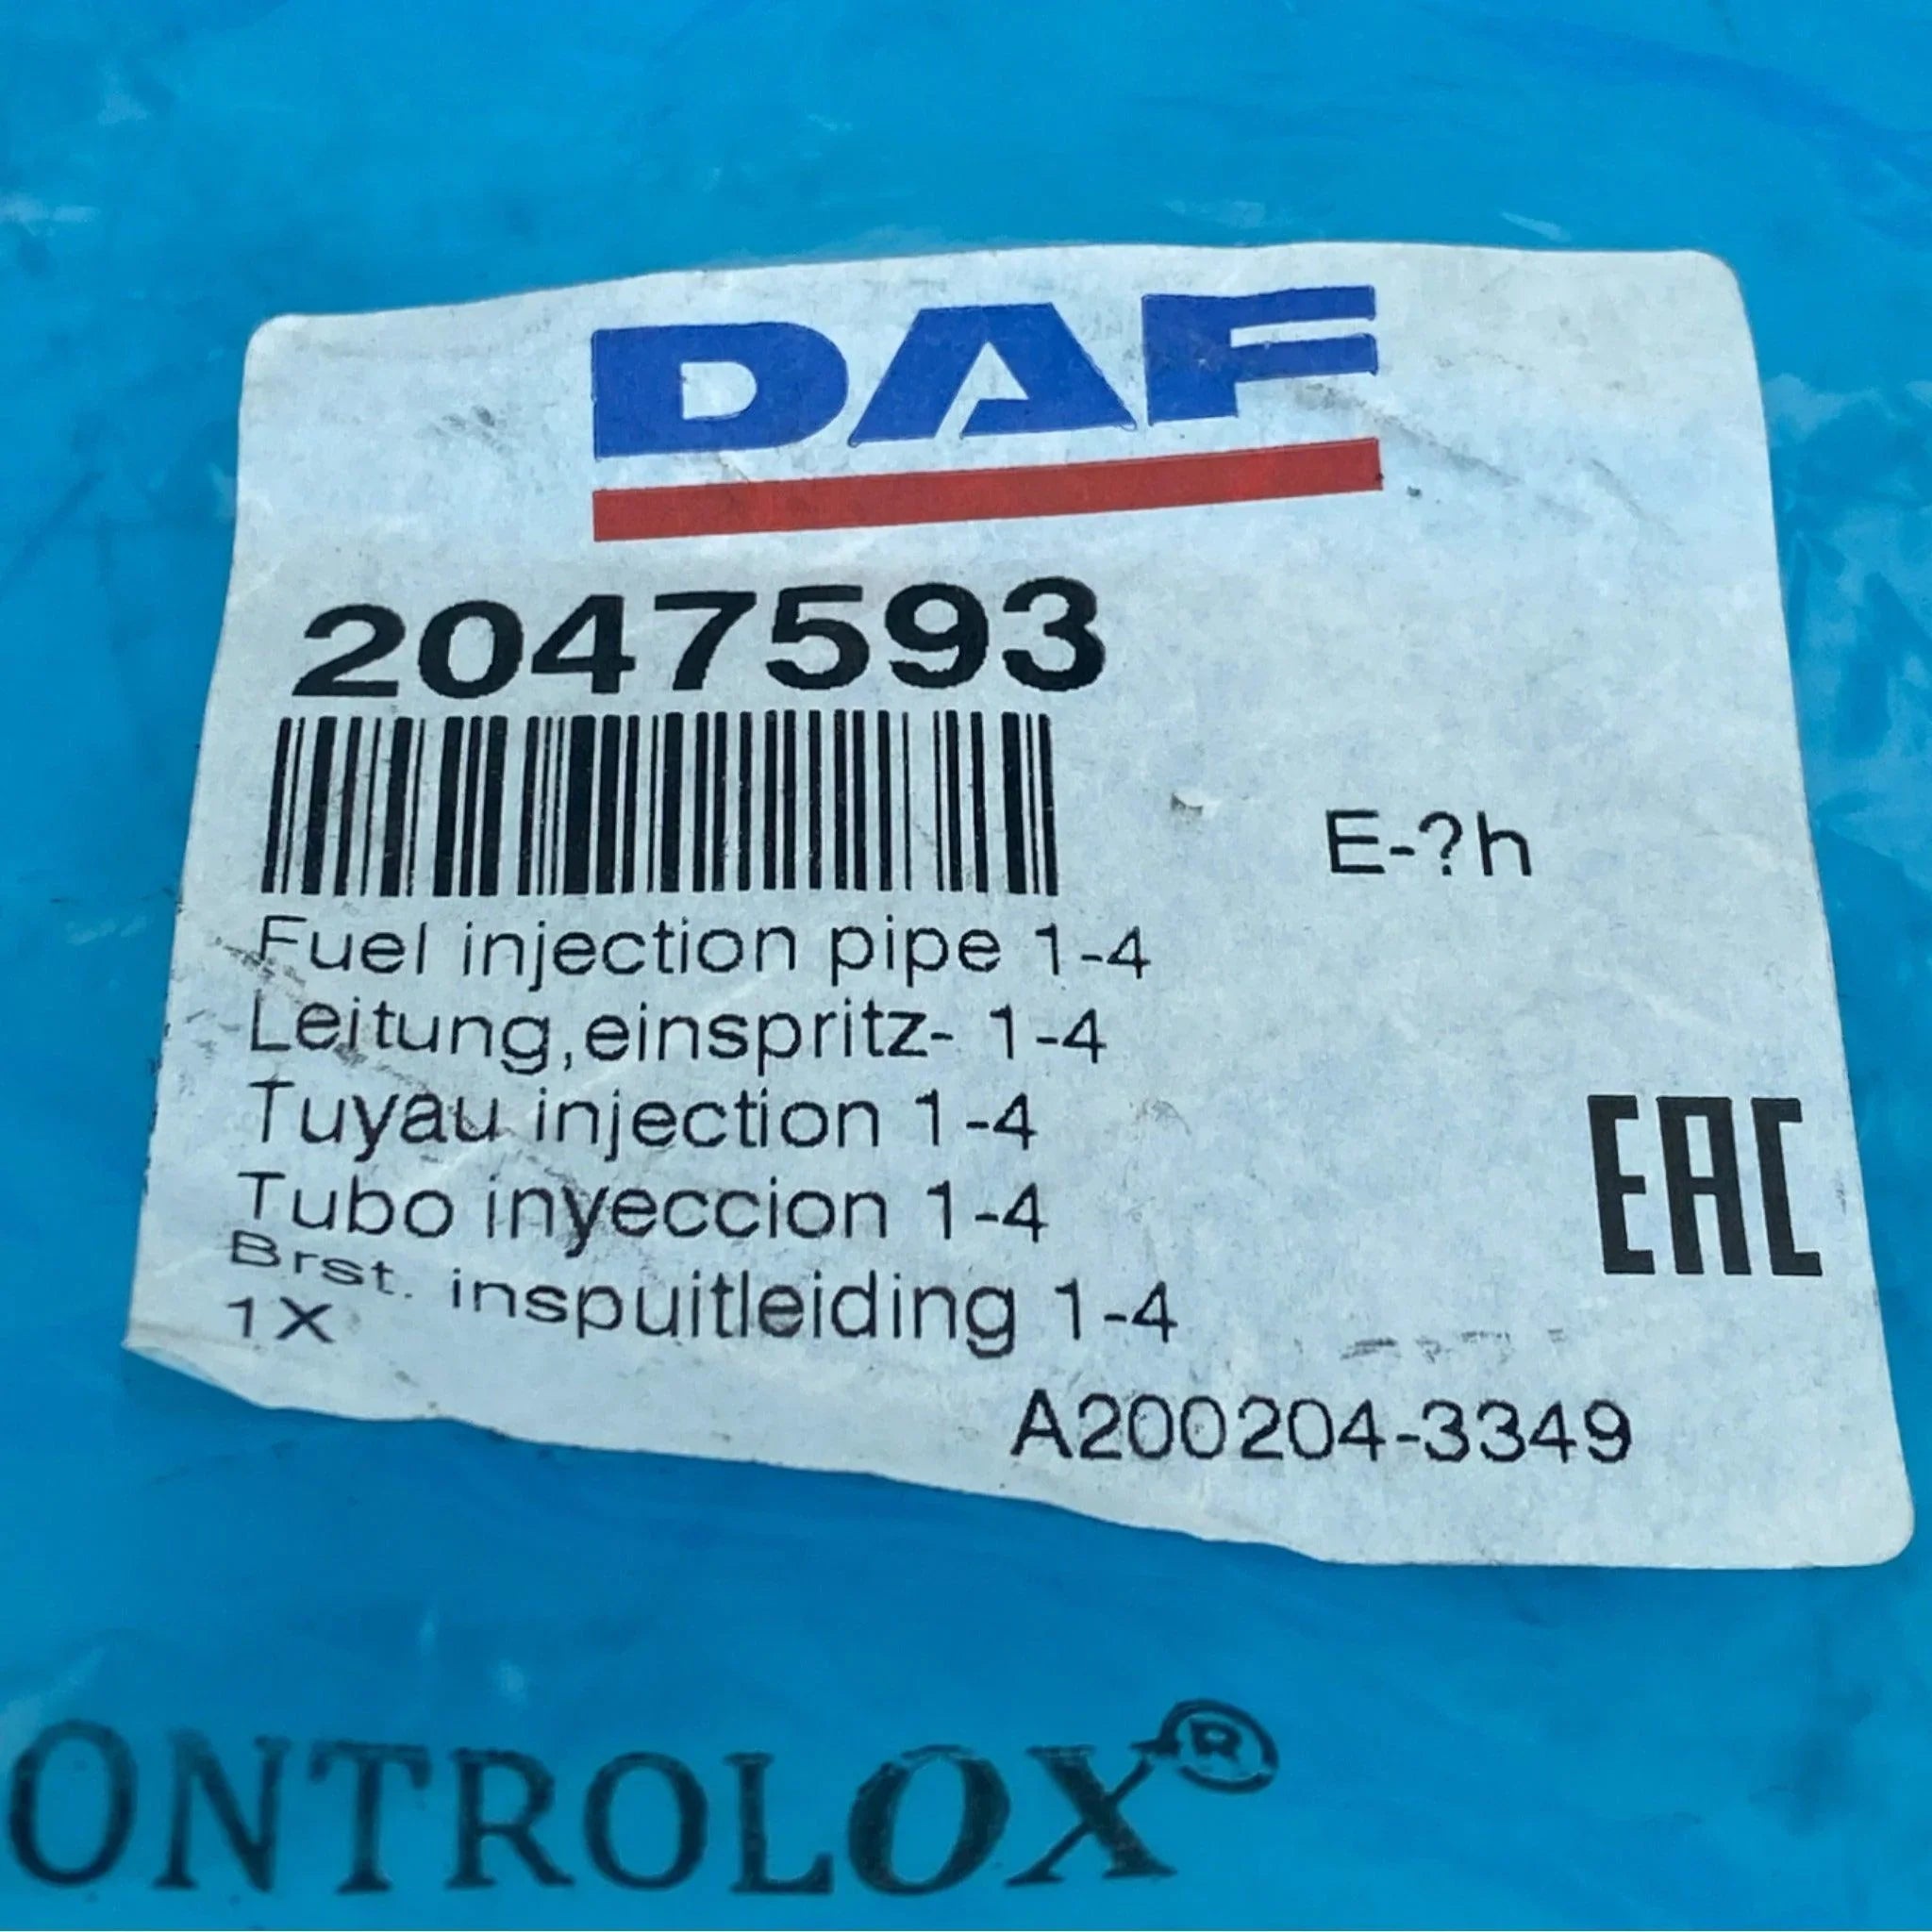 DAF
2047593
E-?h
Fuel injection pipe 1-4
Leitung,einspritz- 1-4
Tuyau injection 1-4
Tubo inyeccion 1-4
Brst. inspuitleiding 1-4
1X
EAC
A200204-3349
ONTROLOX®